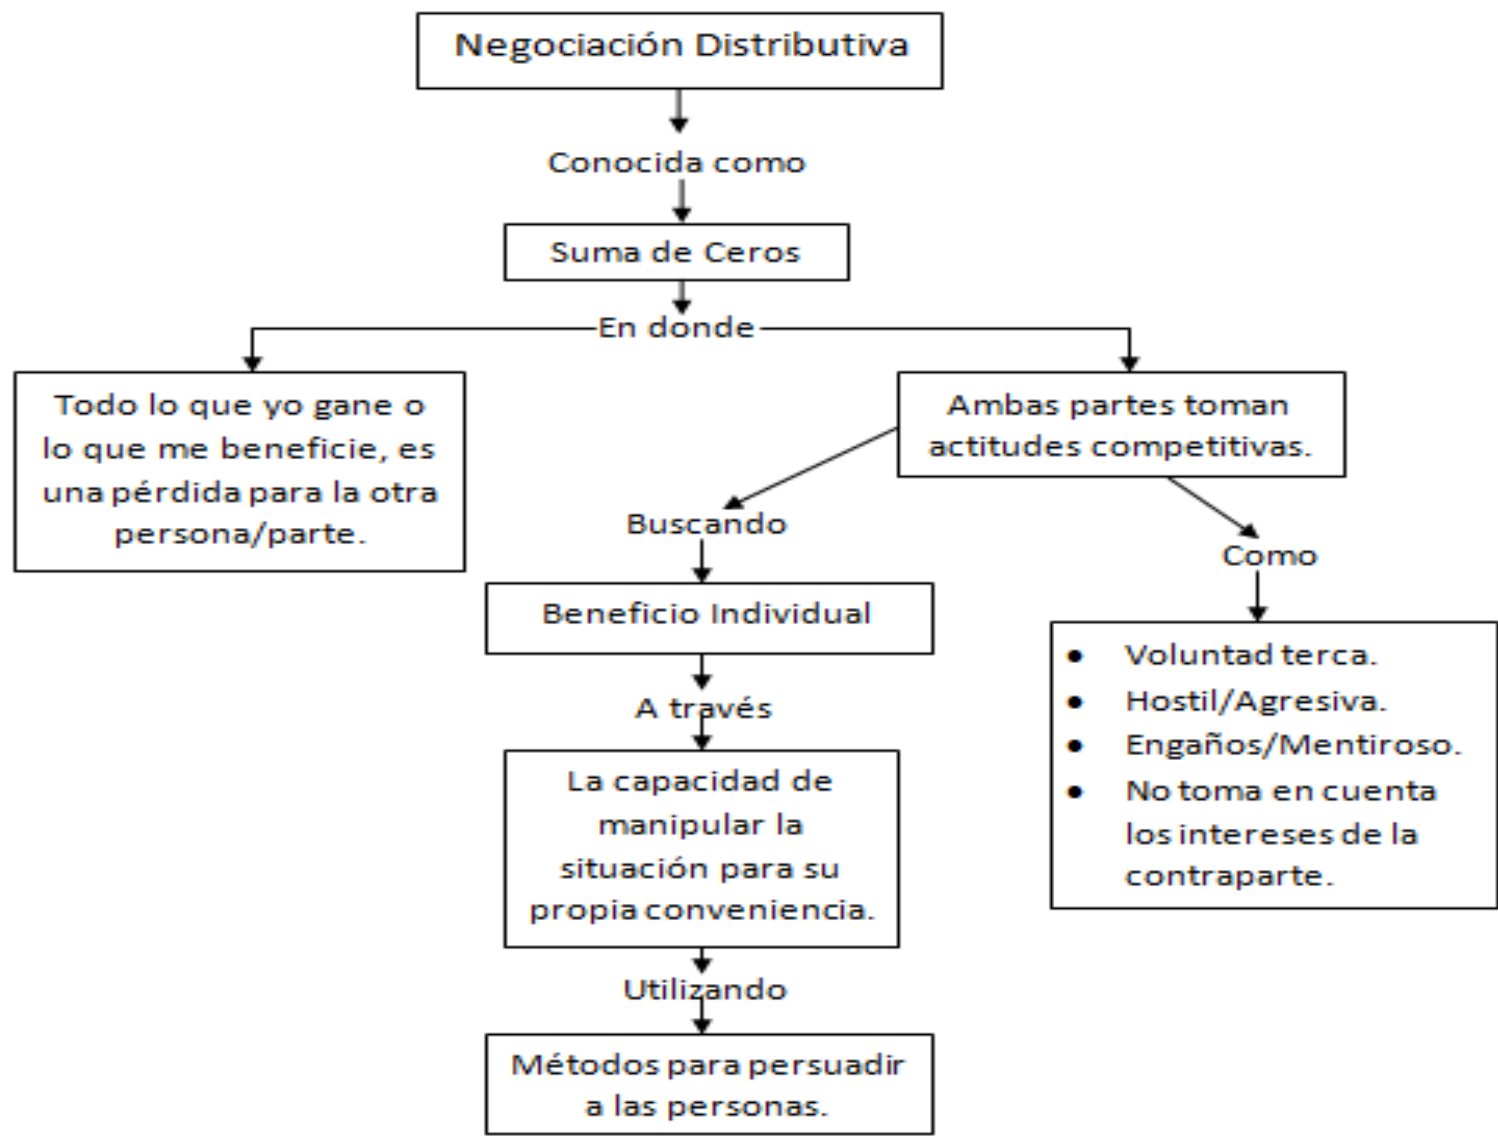 Negociación Distributiva
Conocida como
Suma de Ceros
En donde
Todo lo que yo gane o
lo que me beneficie, es
una pérdida para la otra
persona/parte.
Ambas partes toman
actitudes competitivas.
Buscando
Beneficio Individual
A través
La capacidad de
manipular la
situación para su
propia conveniencia.
Utilizando
Métodos para persuadir
a las personas.
Como
• Voluntad terca.
• Hostil/Agresiva.
• Engaños/Mentiroso.
• No toma en cuenta
los intereses de la
contraparte.